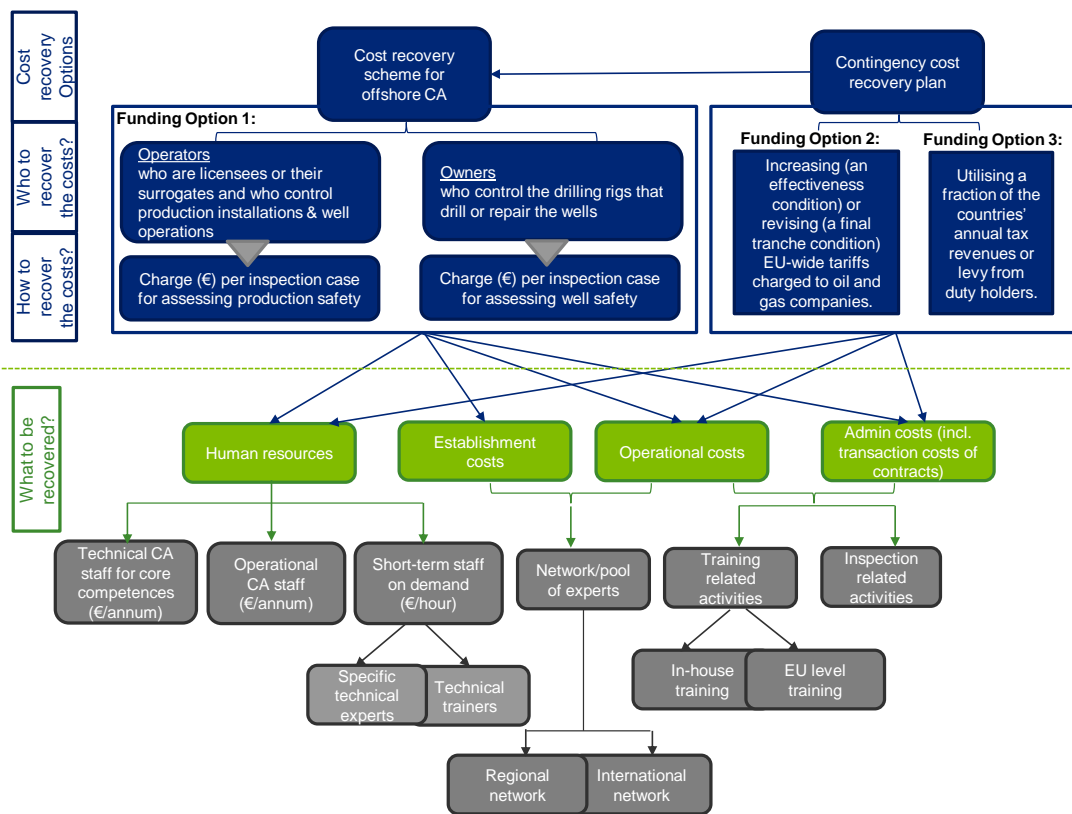 Cost
recovery
Options
Cost recovery
scheme for
offshore CA
Contingency cost
recovery plan
Who to
recover
the costs?
Funding Option 1:
Operators
who are licensees or their
surrogates and who control
production installations & well
operations
Owners
who control the drilling rigs that
drill or repair the wells
Funding Option 2:
Increasing (an
effectiveness
condition) or
revising (a final
tranche condition)
EU-wide tariffs
charged to oil and
gas companies.
Funding Option 3:
Utilising a
fraction of the
countries’
annual tax
revenues or
levy from
duty holders.
How to
recover
the costs?
Charge (€) per inspection case
for assessing production safety
Charge (€) per inspection case
for assessing well safety
What to be
recovered?
Human resources
Establishment
costs
Operational costs
Admin costs (incl.
transaction costs of
contracts)
Technical CA
staff for core
competences
(€/annum)
Operational
CA staff
(€/annum)
Short-term staff
on demand
(€/hour)
Network/pool
of experts
Training
related
activities
Inspection
related
activities
Specific
technical
experts
Technical
trainers
In-house
training
EU level
training
Regional
network
International
network